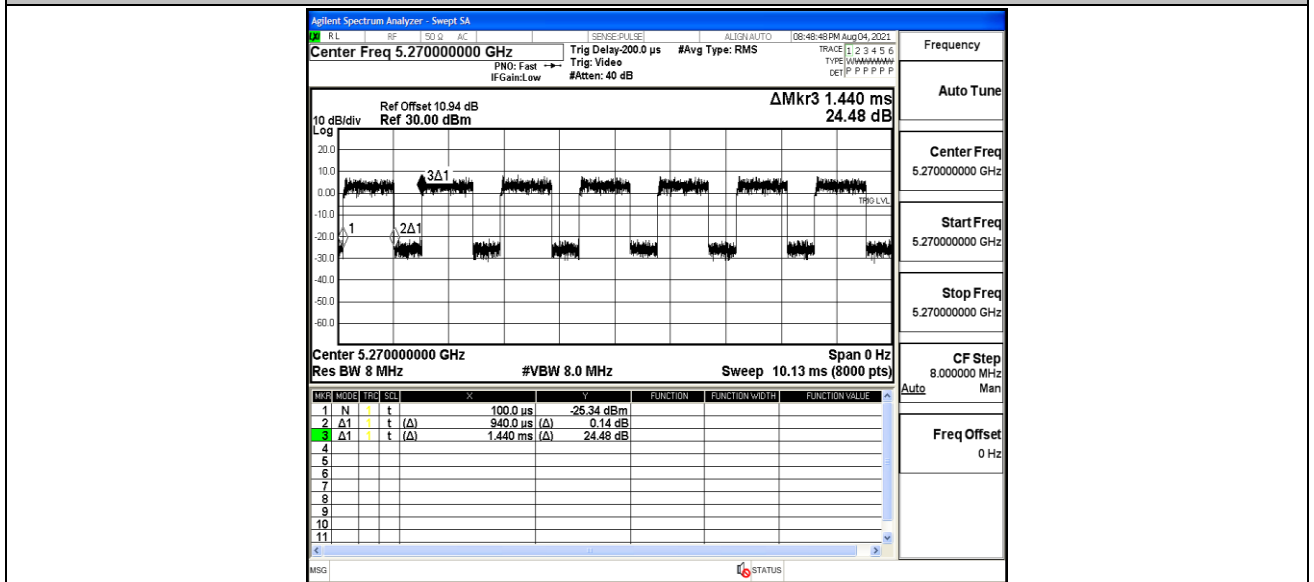 Agilent Spectrum Analyzer - Swept SA
RL RF 50 Ω AC SENSE:PULSE ALIGN AUTO 08:48:48 PM Aug 04, 2021
Center Freq 5.270000000 GHz
PNO: Fast
IFGain:Low
Trig Delay-200.0 µs
Trig: Video
#Atten: 40 dB
#Avg Type: RMS
TRACE 1 2 3 4 5 6
TYPE
DET P P P P P P
Frequency
Auto Tune
Center Freq
5.270000000 GHz
Start Freq
5.270000000 GHz
Stop Freq
5.270000000 GHz
CF Step
8.000000 MHz
Auto Man
Freq Offset
0 Hz
ΔMkr3 1.440 ms
24.48 dB
Ref Offset 10.94 dB
10 dB/div Ref 30.00 dBm
Log
20.0
10.0
0.00
-10.0
-20.0
-30.0
-40.0
-50.0
-60.0
3Δ1
TRIG LVL
1
2Δ1
Center 5.270000000 GHz Span 0 Hz
Res BW 8 MHz #VBW 8.0 MHz Sweep 10.13 ms (8000 pts)
MKR MODE TRC SCL X Y FUNCTION FUNCTION WIDTH FUNCTION VALUE
1 N 1 t 100.0 µs -25.34 dBm
2 Δ1 1 t (Δ) 940.0 µs (Δ) 0.14 dB
3 Δ1 1 t (Δ) 1.440 ms (Δ) 24.48 dB
4
5
6
7
8
9
10
11
MSG STATUS